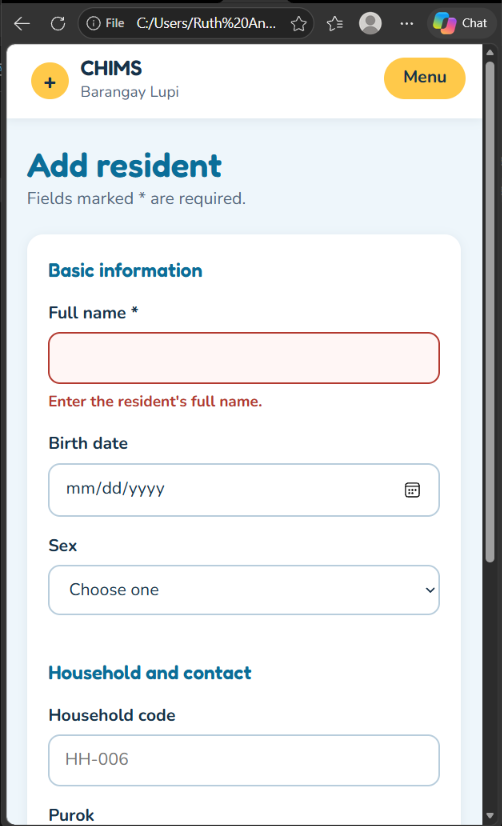 File C:/Users/Ruth%20An... Chat
+ CHIMS
Barangay Lupi
Menu
Add resident
Fields marked * are required.
Basic information
Full name *
Enter the resident's full name.
Birth date
mm/dd/yyyy
Sex
Choose one
Household and contact
Household code
HH-006
Purok